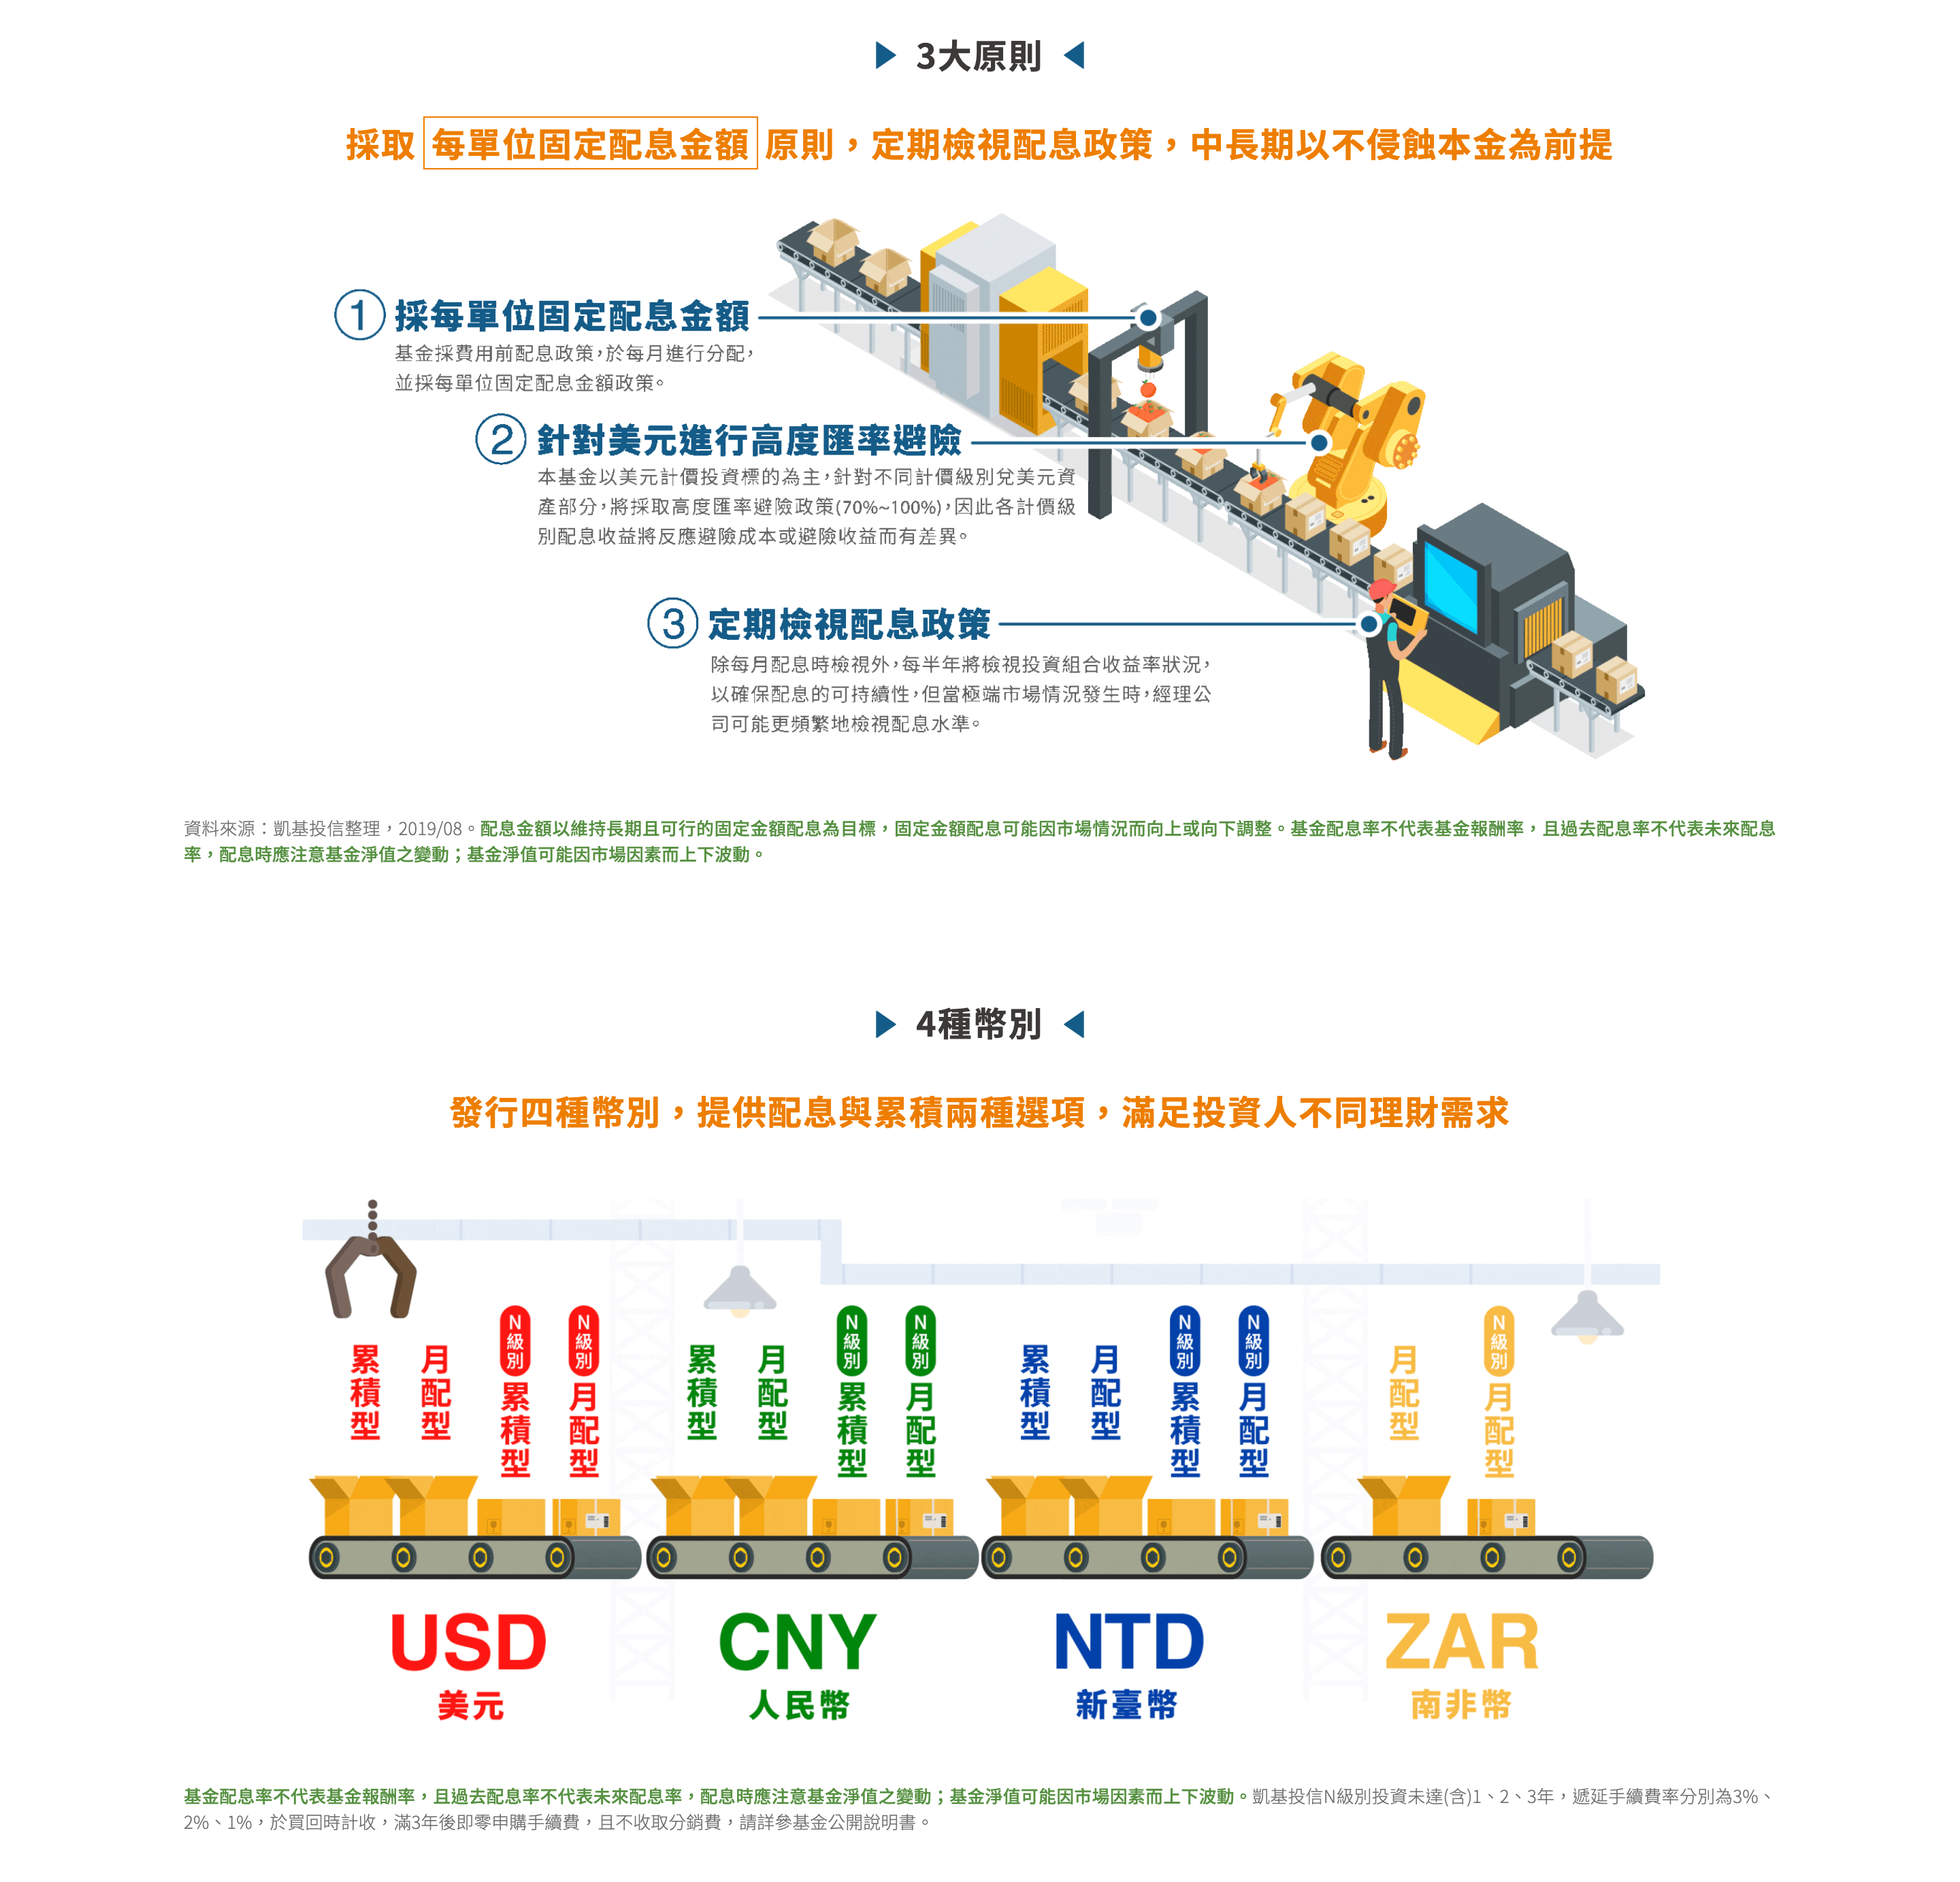 3大原則
採取 每單位固定配息金額 原則，定期檢視配息政策，中長期以不侵蝕本金為前提
① 採每單位固定配息金額
基金採費用前配息政策，於每月進行分配，
並採每單位固定配息金額政策。
② 針對美元進行高度匯率避險
本基金以美元計價投資標的為主，針對不同計價級別兌美元資
產部分，將採取高度匯率避險政策(70%~100%)，因此各計價級
別配息收益將反應避險成本或避險收益而有差異。
③ 定期檢視配息政策
除每月配息時檢視外，每半年將檢視投資組合收益率狀況，
以確保配息的可持續性，但當極端市場情況發生時，經理公
司可能更頻繁地檢視配息水準。
資料來源：凱基投信整理，2019/08。配息金額以維持長期且可行的固定金額配息為目標，固定金額配息可能因市場情況而向上或向下調整。基金配息率不代表基金報酬率，且過去配息率不代表未來配息
率，配息時應注意基金淨值之變動；基金淨值可能因市場因素而上下波動。
4種幣別
發行四種幣別，提供配息與累積兩種選項，滿足投資人不同理財需求
累積型
月配型
N級別 累積型
N級別 月配型
USD
美元
累積型
月配型
N級別 累積型
N級別 月配型
CNY
人民幣
累積型
月配型
N級別 累積型
N級別 月配型
NTD
新臺幣
月配型
N級別 月配型
ZAR
南非幣
基金配息率不代表基金報酬率，且過去配息率不代表未來配息率，配息時應注意基金淨值之變動；基金淨值可能因市場因素而上下波動。凱基投信N級別投資未達(含)1、2、3年，遞延手續費率分別為3%、
2%、1%，於買回時計收，滿3年後即零申購手續費，且不收取分銷費，請詳參基金公開說明書。